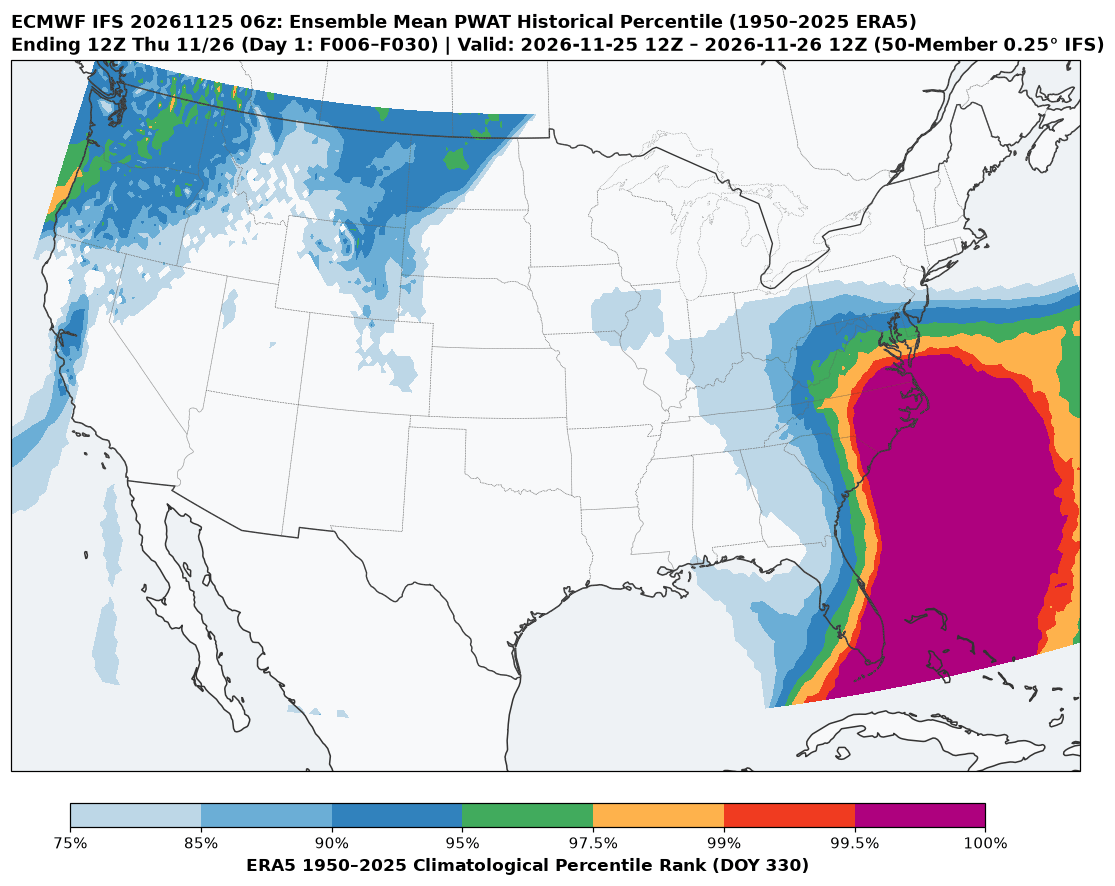 ECMWF IFS 20261125 06z: Ensemble Mean PWAT Historical Percentile (1950–2025 ERA5)
Ending 12Z Thu 11/26 (Day 1: F006–F030) | Valid: 2026-11-25 12Z – 2026-11-26 12Z (50-Member 0.25° IFS)
75% 85% 90% 95% 97.5% 99% 99.5% 100%
ERA5 1950–2025 Climatological Percentile Rank (DOY 330)